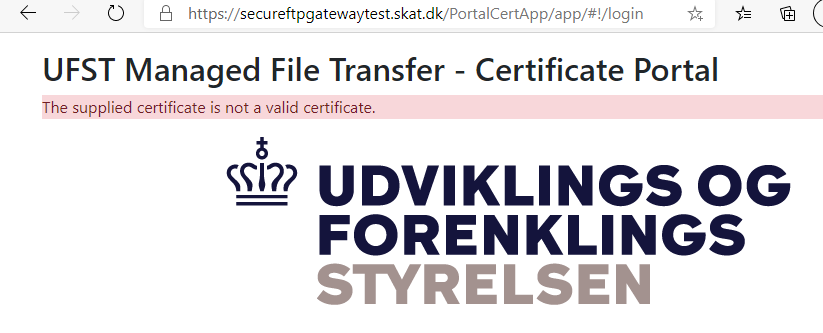 https://secureftpgatewaytest.skat.dk/PortalCertApp/app/#!/login
UFST Managed File Transfer - Certificate Portal
The supplied certificate is not a valid certificate.
UDVIKLINGS OG
FORENKLINGS
STYRELSEN